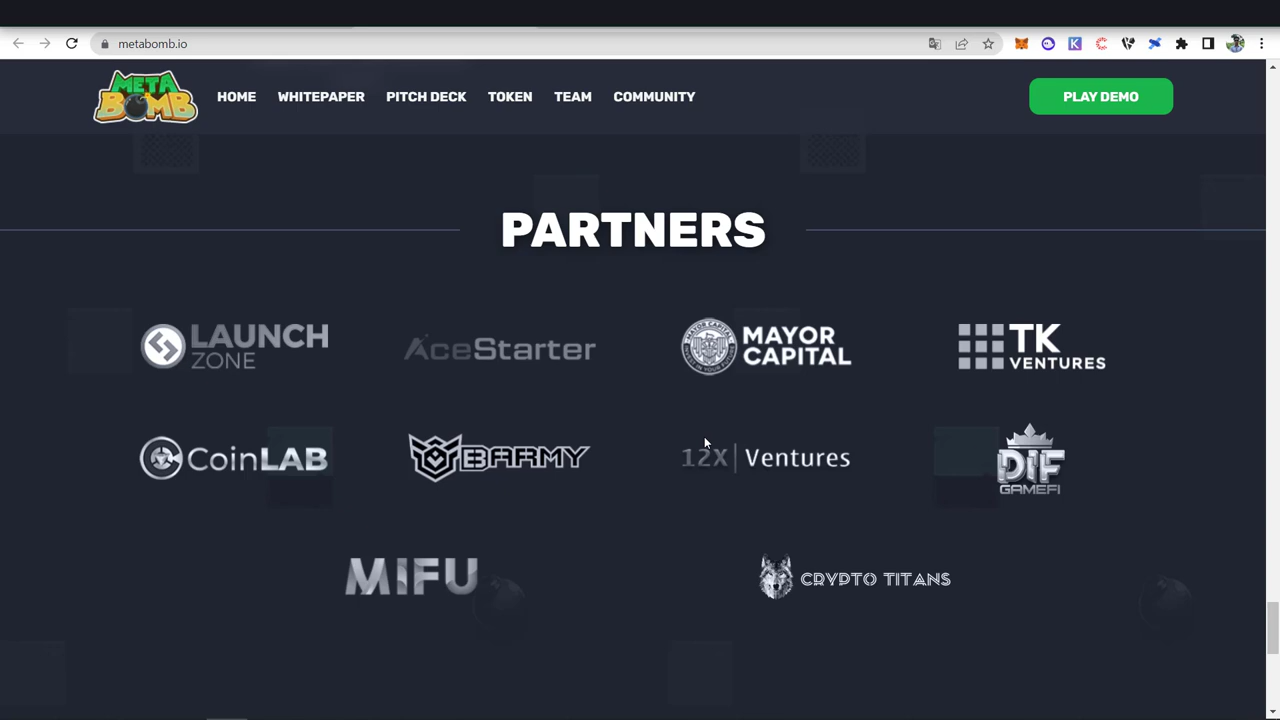 metabomb.io
META
BOMB
HOME
WHITEPAPER
PITCH DECK
TOKEN
TEAM
COMMUNITY
PLAY DEMO
PARTNERS
LAUNCH
ZONE
AceStarter
MAYOR
CAPITAL
TK
VENTURES
CoinLAB
BARMY
12X | Ventures
DIF
GAMEFI
MIFU
CRYPTO TITANS